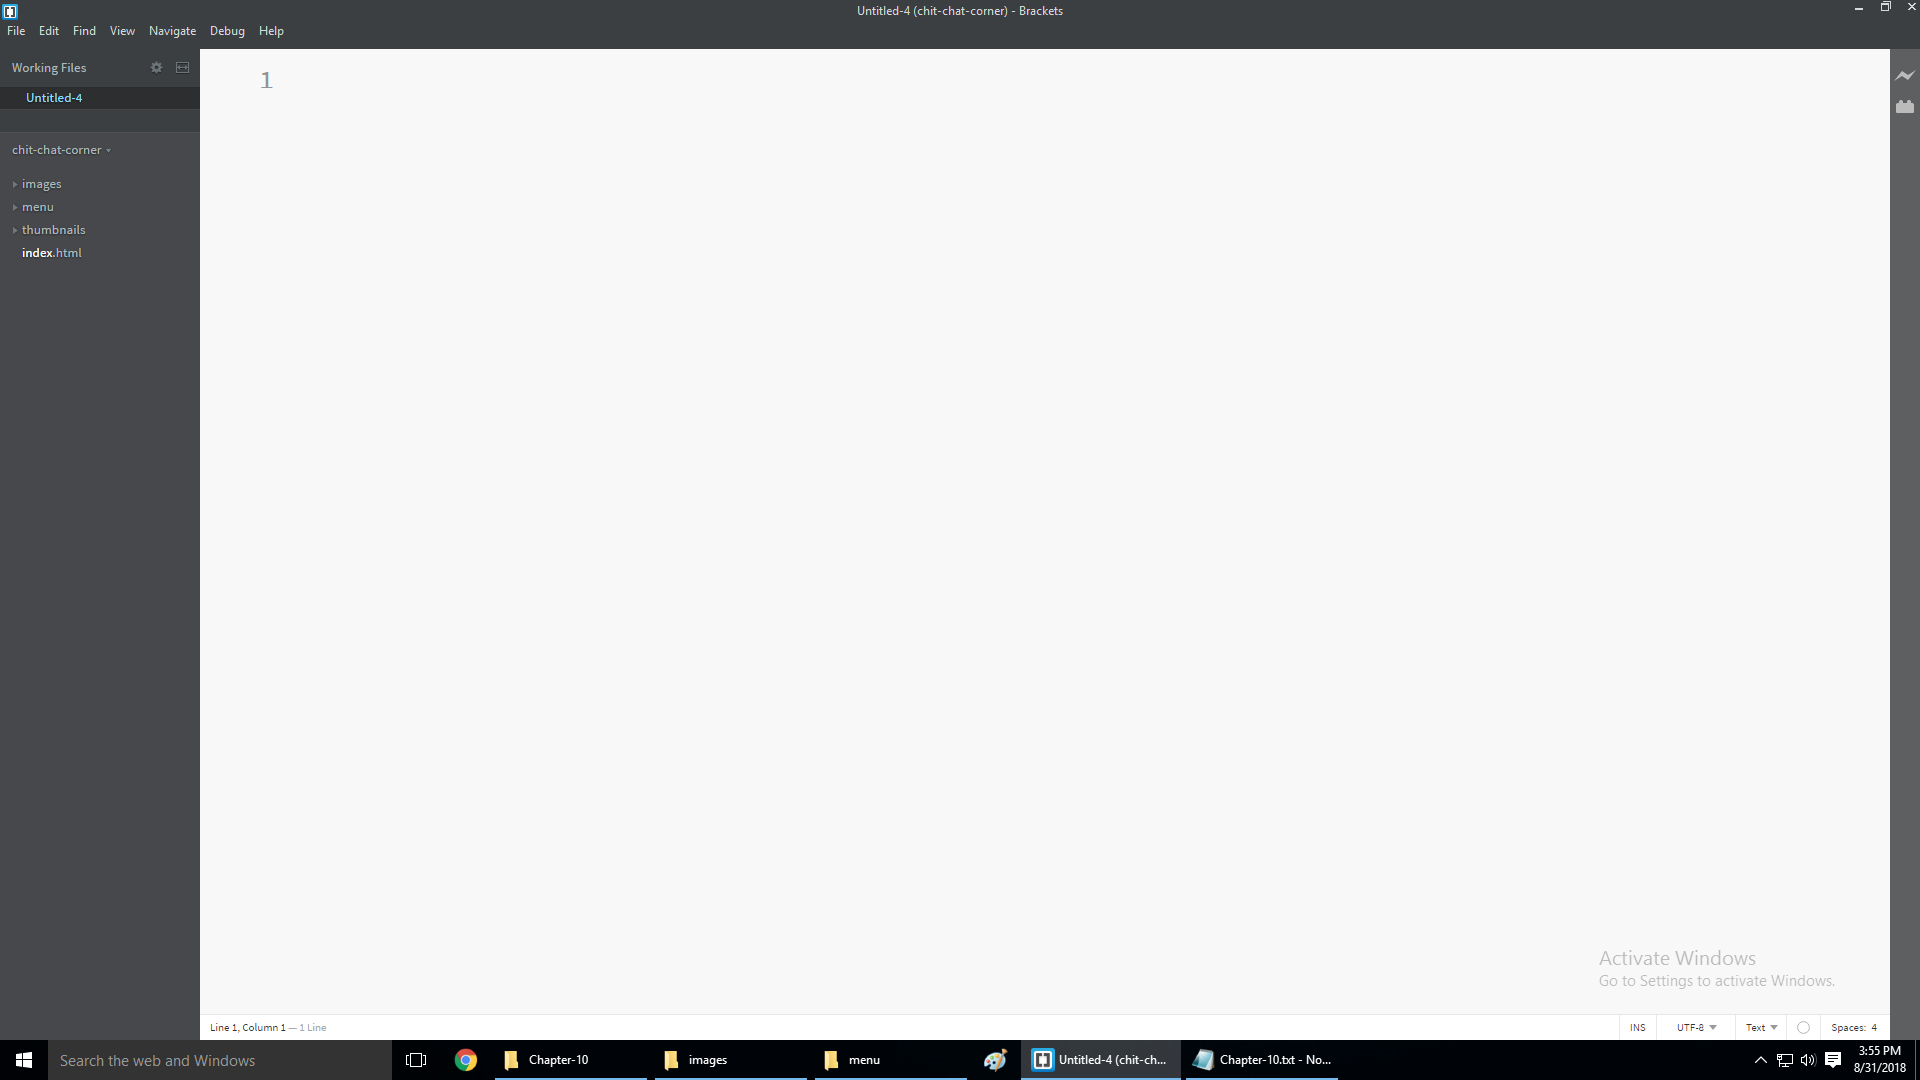 Untitled-4 (chit-chat-corner) - Brackets
File Edit Find View Navigate Debug Help
Working Files
Untitled-4
chit-chat-corner
images
menu
thumbnails
index.html
1
Activate Windows
Go to Settings to activate Windows.
Line 1, Column 1 — 1 Line
INS UTF-8 Text Spaces: 4
Search the web and Windows
Chapter-10
images
menu
Untitled-4 (chit-ch...
Chapter-10.txt - No...
3:55 PM
8/31/2018